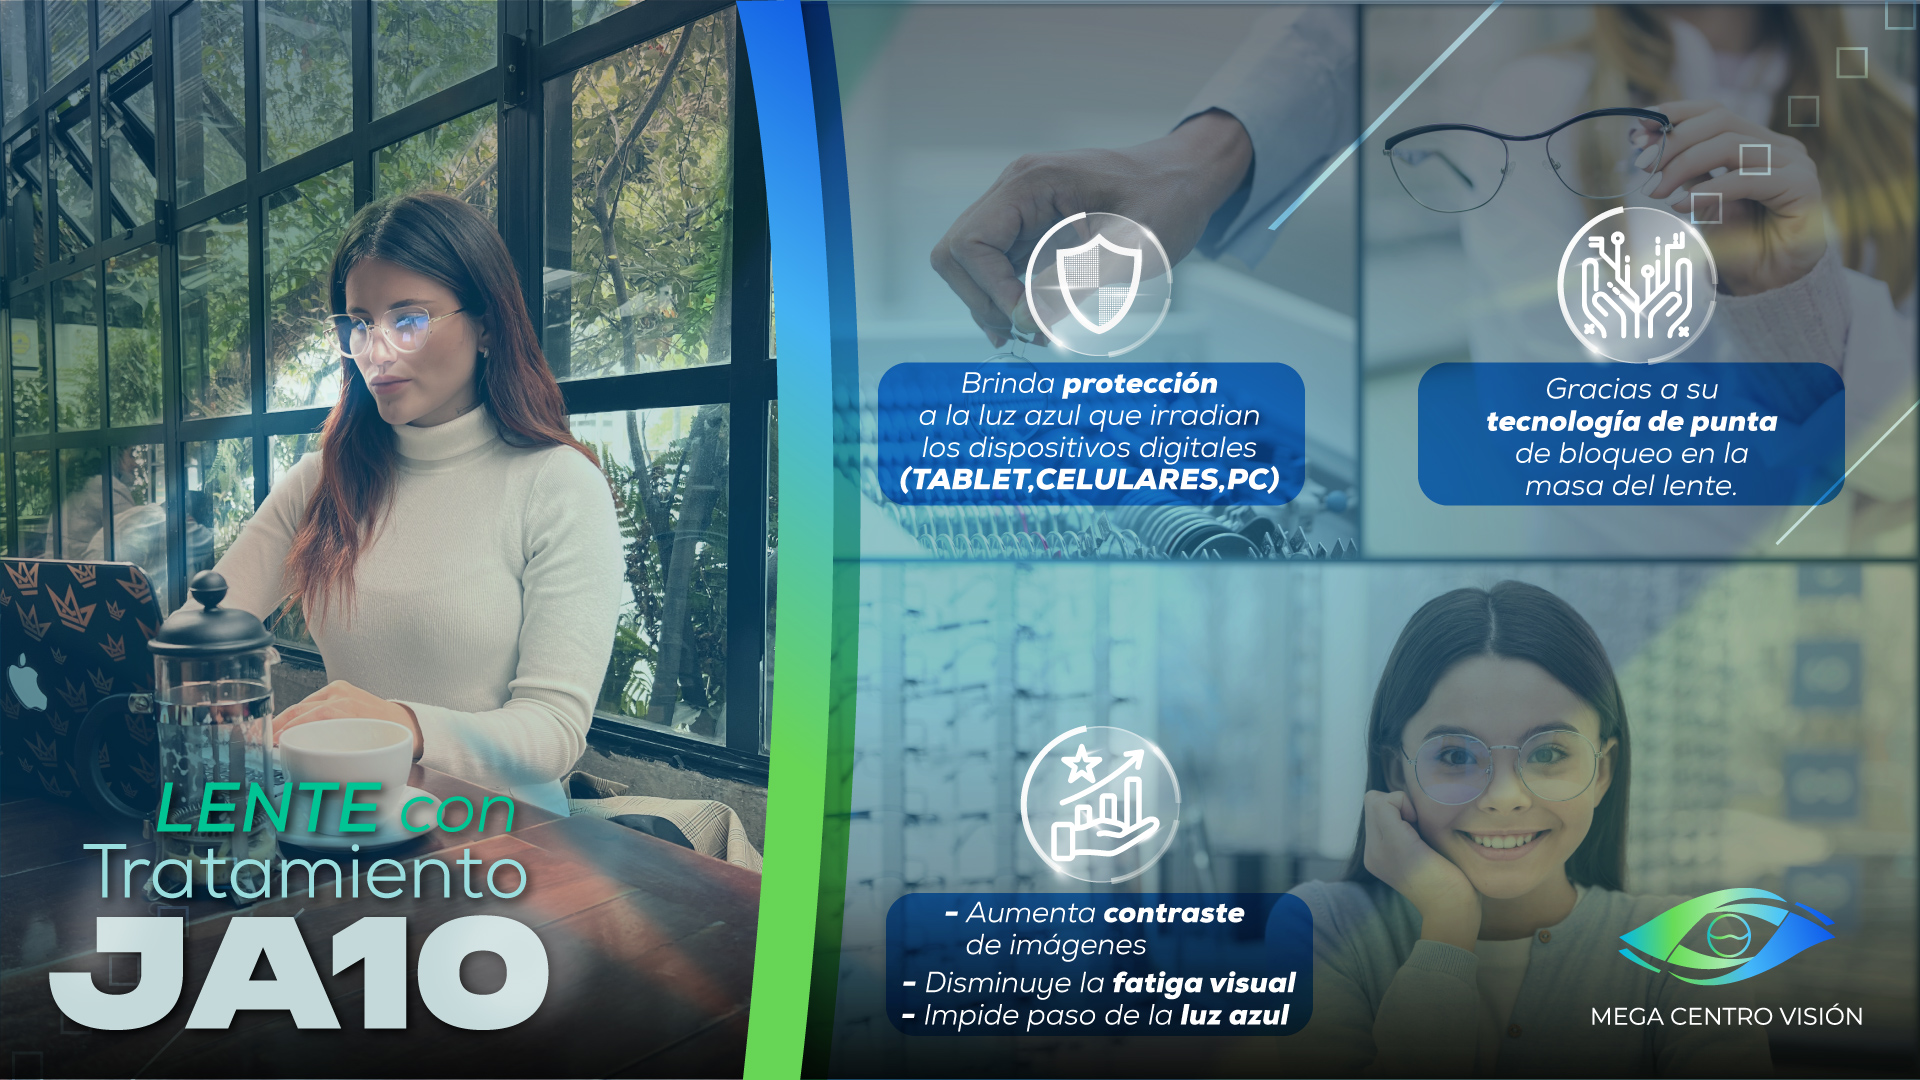 LENTE con
Tratamiento
JA10
Brinda protección
a la luz azul que irradian
los dispositivos digitales
(TABLET,CELULARES,PC)
Gracias a su
tecnología de punta
de bloqueo en la
masa del lente.
- Aumenta contraste
de imágenes
- Disminuye la fatiga visual
- Impide paso de la luz azul
MEGA CENTRO VISIÓN